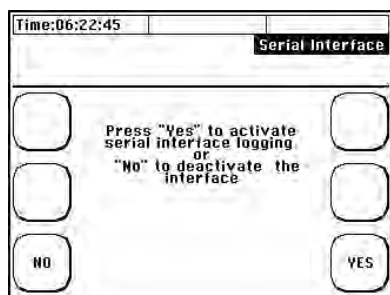 Time:06:22:45
Serial Interface
Press "Yes" to activate
serial interface logging
or
"No" to deactivate the
interface
NO
YES